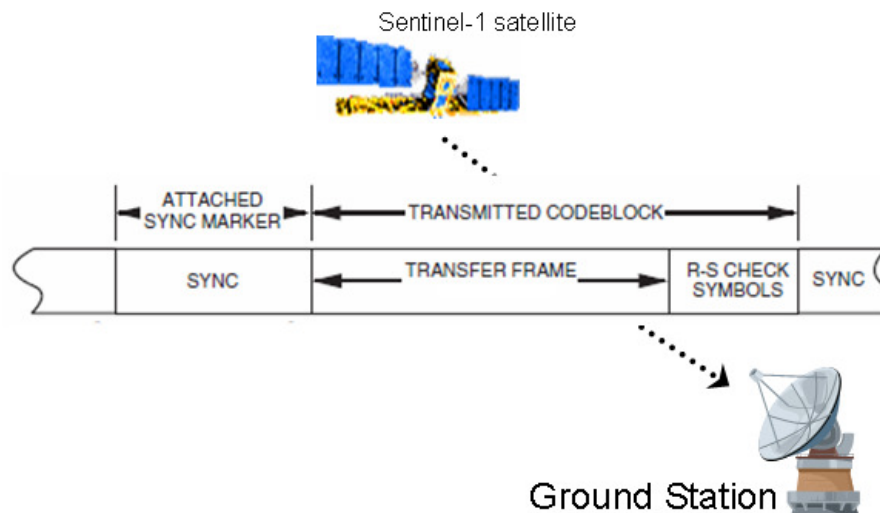 Sentinel-1 satellite
ATTACHED
SYNC MARKER
TRANSMITTED CODEBLOCK
SYNC
TRANSFER FRAME
R-S CHECK
SYMBOLS
SYNC
Ground Station